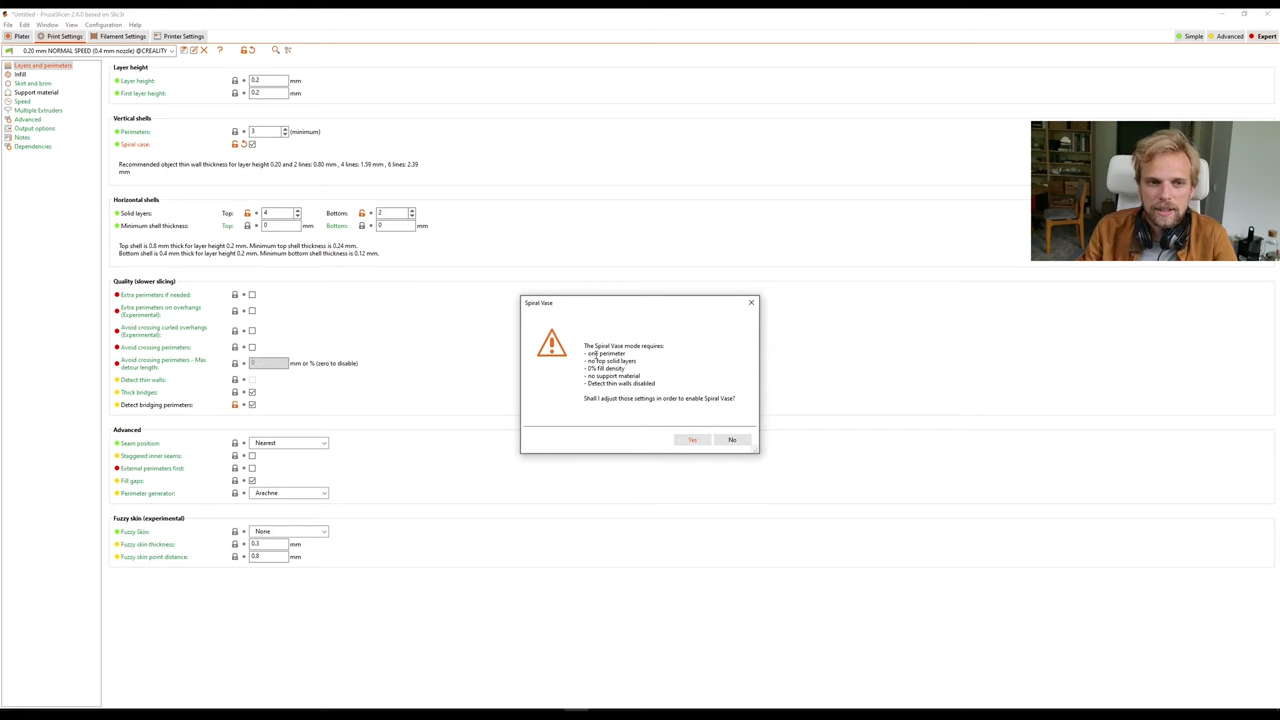 *Untitled - PrusaSlicer-2.6.0 based on Slic3r
File Edit Window View Configuration Help
Plater Print Settings Filament Settings Printer Settings Simple Advanced Expert
0.20 mm NORMAL SPEED (0.4 mm nozzle) @CREALITY
Layers and perimeters
Infill
Skirt and brim
Support material
Speed
Multiple Extruders
Advanced
Output options
Notes
Dependencies
Layer height
Layer height: 0.2 mm
First layer height: 0.2 mm
Vertical shells
Perimeters: 3 (minimum)
Spiral vase:
Recommended object thin wall thickness for layer height 0.20 and 2 lines: 0.80 mm , 4 lines: 1.59 mm , 6 lines: 2.39
mm
Horizontal shells
Solid layers: Top: 4 Bottom: 2
Minimum shell thickness: Top: 0 mm Bottom: 0 mm
Top shell is 0.8 mm thick for layer height 0.2 mm. Minimum top shell thickness is 0.24 mm.
Bottom shell is 0.4 mm thick for layer height 0.2 mm. Minimum bottom shell thickness is 0.12 mm.
Quality (slower slicing)
Extra perimeters if needed:
Extra perimeters on overhangs
(Experimental):
Avoid crossing curled overhangs
(Experimental):
Avoid crossing perimeters:
Avoid crossing perimeters - Max
detour length: 0 mm or % (zero to disable)
Detect thin walls:
Thick bridges:
Detect bridging perimeters:
Advanced
Seam position: Nearest
Staggered inner seams:
External perimeters first:
Fill gaps:
Perimeter generator: Arachne
Fuzzy skin (experimental)
Fuzzy Skin: None
Fuzzy skin thickness: 0.3 mm
Fuzzy skin point distance: 0.8 mm
Spiral Vase
The Spiral Vase mode requires:
- one perimeter
- no top solid layers
- 0% fill density
- no support material
- Detect thin walls disabled
Shall I adjust those settings in order to enable Spiral Vase?
Yes No